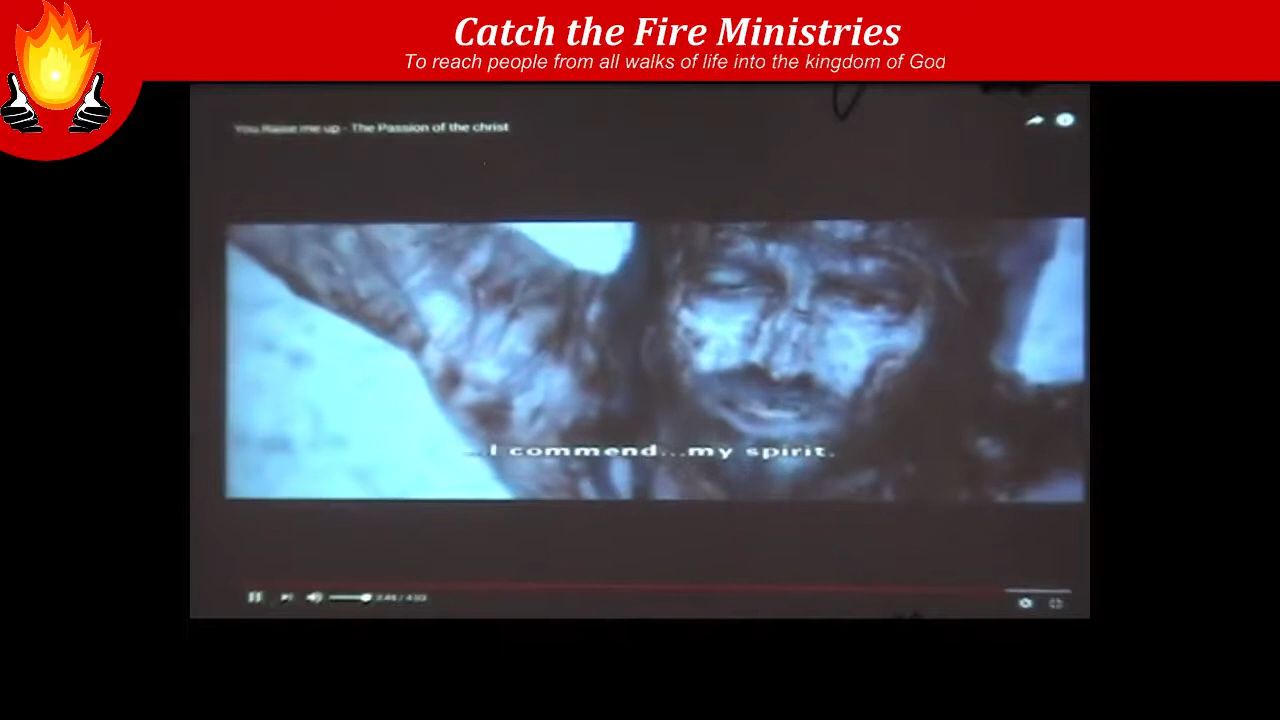 Catch the Fire Ministries
To reach people from all walks of life into the kingdom of God
You Raise me up - The Passion of the christ
...I commend...my spirit.